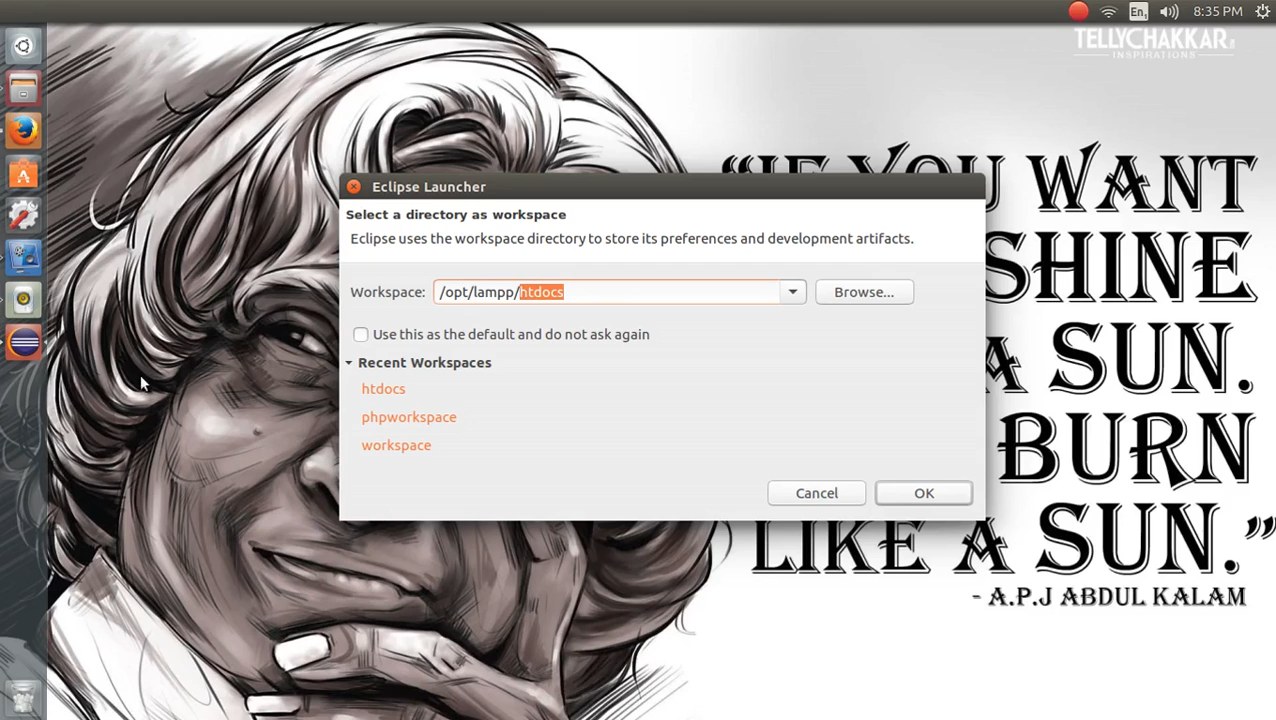 En1
8:35 PM
TELLYCHAKKAR.it
INSPIRATIONS
Eclipse Launcher
Select a directory as workspace
Eclipse uses the workspace directory to store its preferences and development artifacts.
Workspace: /opt/lampp/htdocs Browse...
Use this as the default and do not ask again
Recent Workspaces
htdocs
phpworkspace
workspace
Cancel OK
“IF YOU WANT
SHINE
A SUN.
BURN
LIKE A SUN.”
- A.P.J ABDUL KALAM